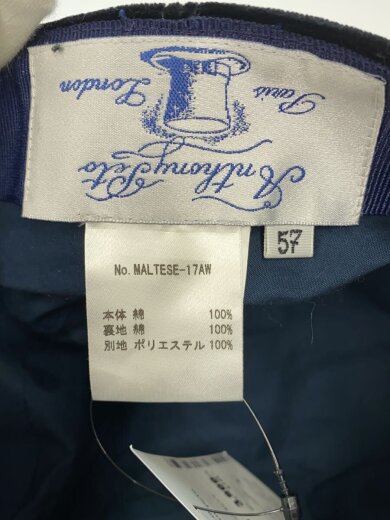 Anthony Peto
Paris London
57
No. MALTESE-17AW
本体 綿 100%
裏地 綿 100%
別地 ポリエステル 100%